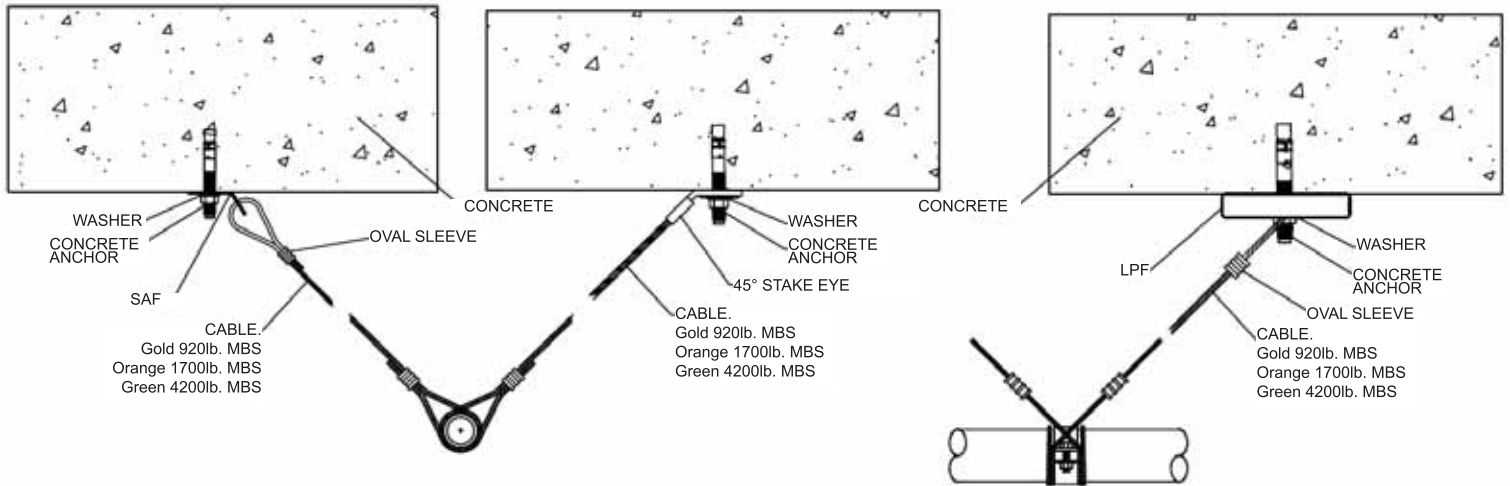 WASHER
CONCRETE
ANCHOR
SAF
OVAL SLEEVE
CONCRETE
CABLE.
Gold 920lb. MBS
Orange 1700lb. MBS
Green 4200lb. MBS
WASHER
CONCRETE
ANCHOR
45° STAKE EYE
CABLE.
Gold 920lb. MBS
Orange 1700lb. MBS
Green 4200lb. MBS
CONCRETE
LPF
WASHER
CONCRETE
ANCHOR
OVAL SLEEVE
CABLE.
Gold 920lb. MBS
Orange 1700lb. MBS
Green 4200lb. MBS